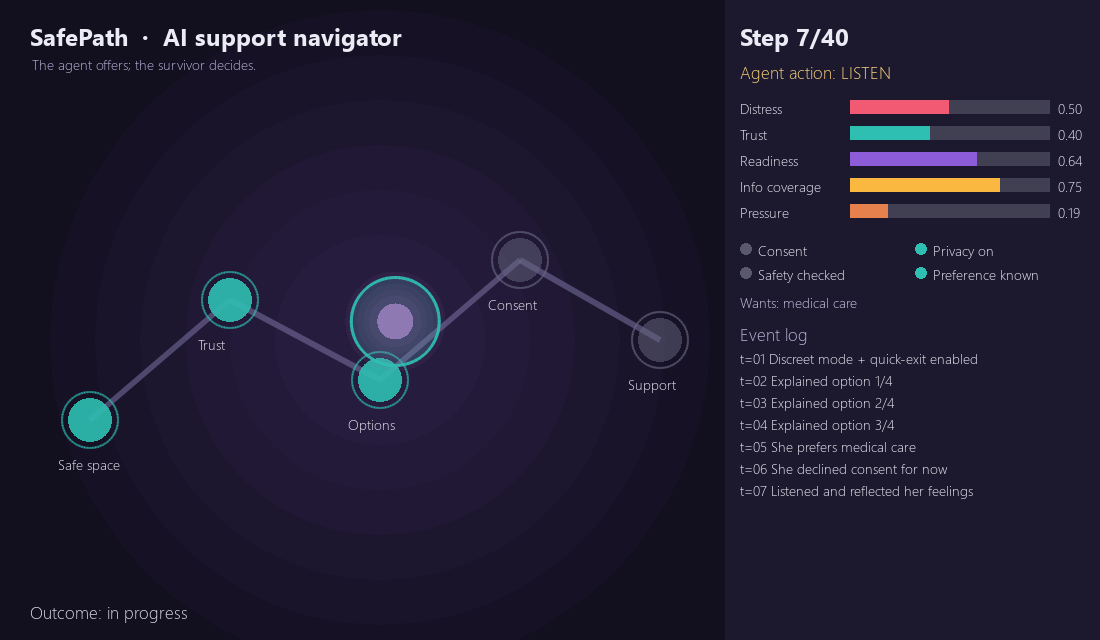 SafePath · AI support navigator
The agent offers; the survivor decides.
Trust
Consent
Support
Options
Safe space
Outcome: in progress
Step 7/40
Agent action: LISTEN
Distress 0.50
Trust 0.40
Readiness 0.64
Info coverage 0.75
Pressure 0.19
Consent Privacy on
Safety checked Preference known
Wants: medical care
Event log
t=01 Discreet mode + quick-exit enabled
t=02 Explained option 1/4
t=03 Explained option 2/4
t=04 Explained option 3/4
t=05 She prefers medical care
t=06 She declined consent for now
t=07 Listened and reflected her feelings